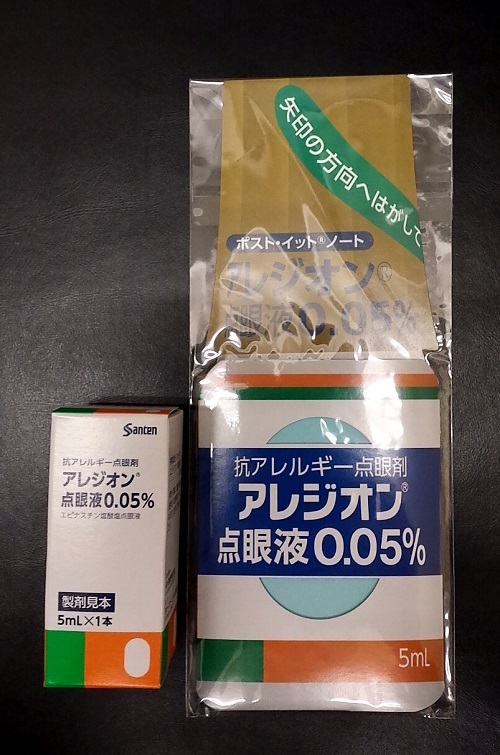 Santen
抗アレルギー点眼剤
アレジオン®
点眼液0.05%
エピナスチン塩酸塩点眼液
製剤見本
5mL×1本
矢印の方向へはがして
ポスト・イット®ノート
アレジオン®
点眼液0.05%
抗アレルギー点眼剤
アレジオン®
点眼液0.05%
5mL